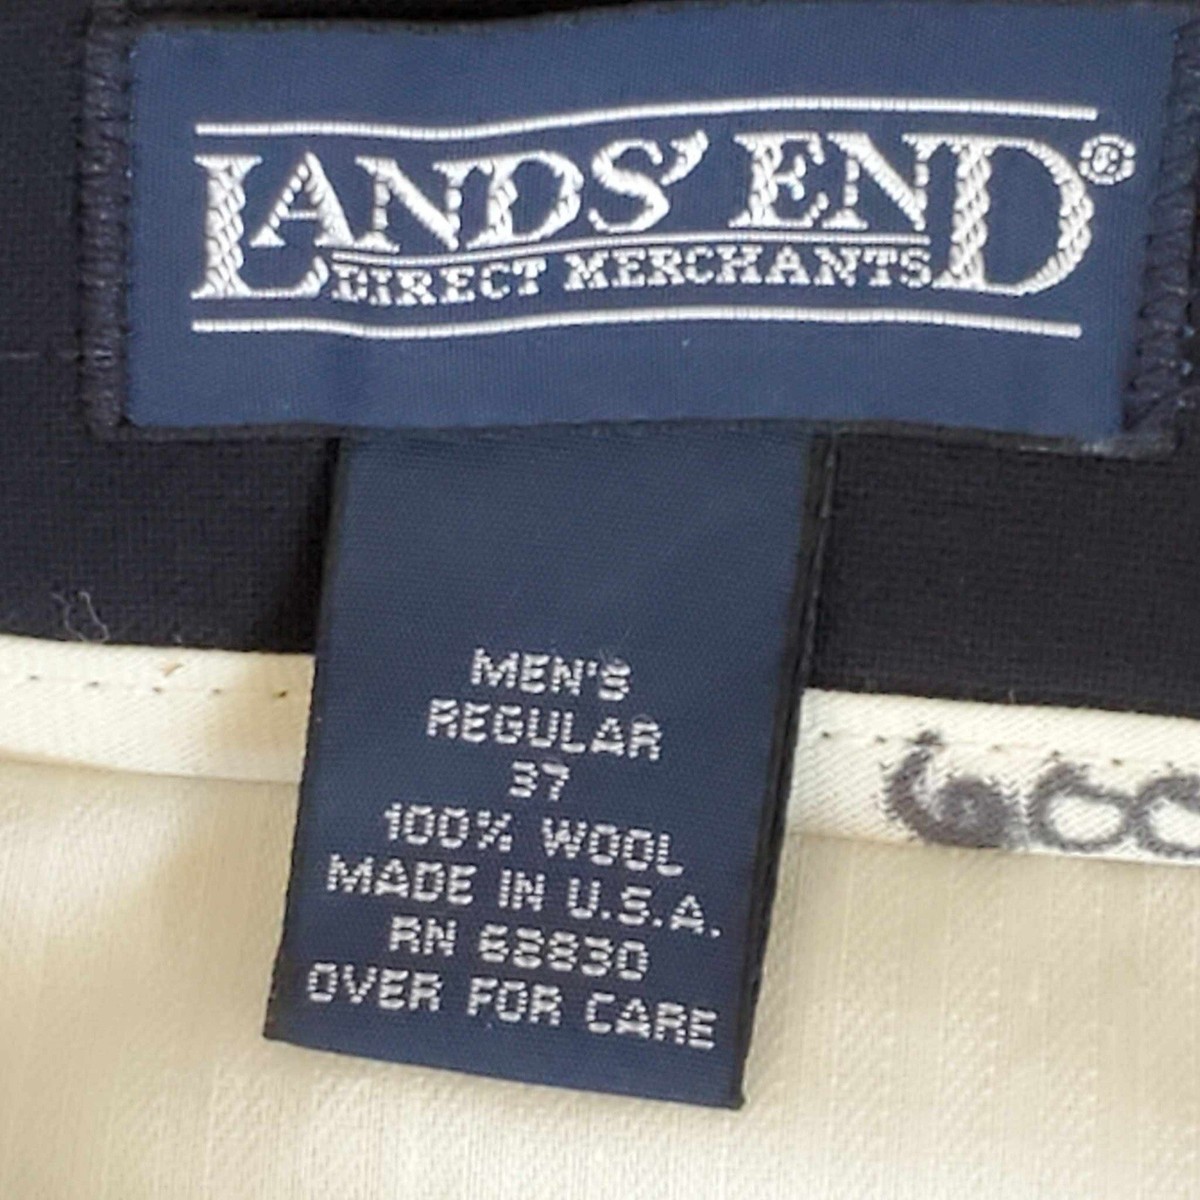 LANDS' END®
DIRECT MERCHANTS
MEN'S
REGULAR
37
100% WOOL
MADE IN U.S.A.
RN 68830
OVER FOR CARE